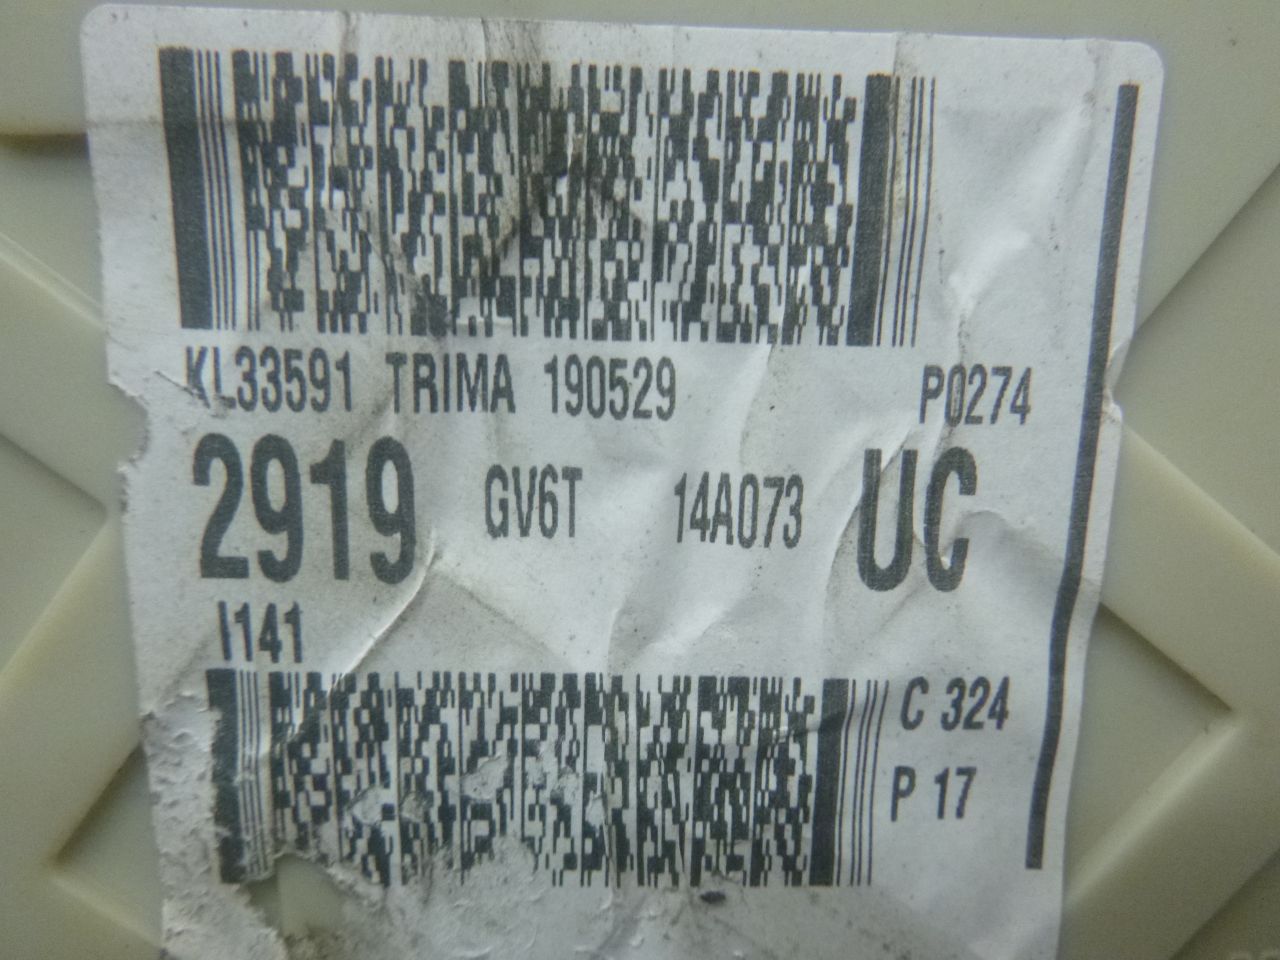 KL33591 TRIMA 190529 P0274
2919 GV6T 14A073 UC
I141
C 324
P 17